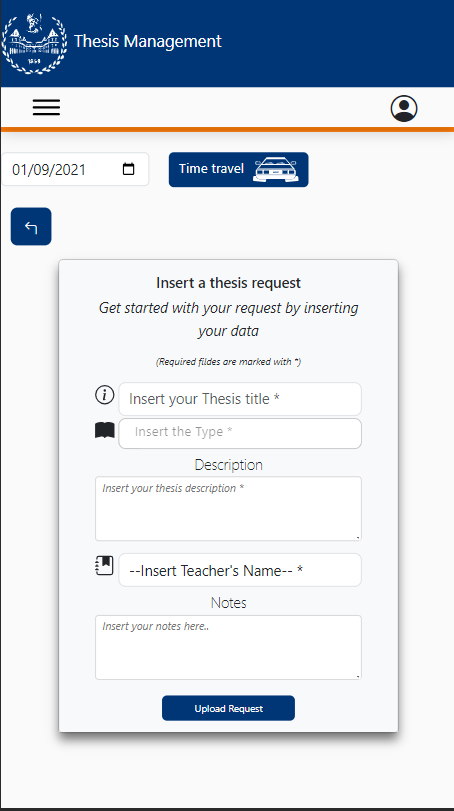 Thesis Management
1859
01/09/2021
Time travel
Insert a thesis request
Get started with your request by inserting
your data
(Required fildes are marked with *)
Insert your Thesis title *
Insert the Type *
Description
Insert your thesis description *
--Insert Teacher's Name-- *
Notes
Insert your notes here..
Upload Request